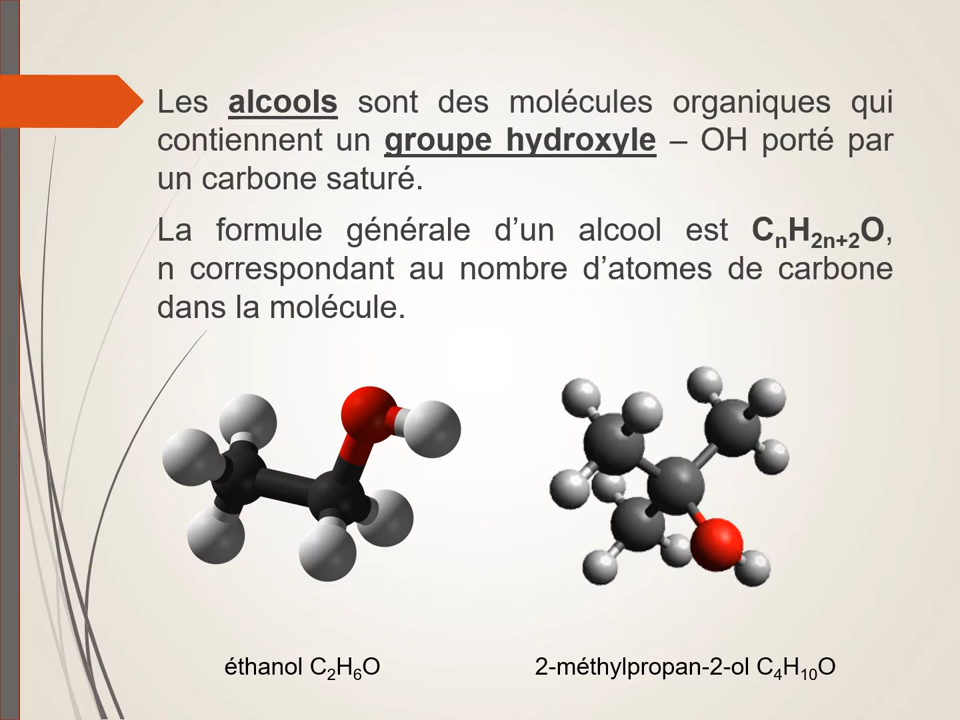 Les alcools sont des molécules organiques qui
contiennent un groupe hydroxyle – OH porté par
un carbone saturé.
La formule générale d’un alcool est CₙH₂ₙ₊₂O,
n correspondant au nombre d’atomes de carbone
dans la molécule.
éthanol C₂H₆O
2-méthylpropan-2-ol C₄H₁₀O